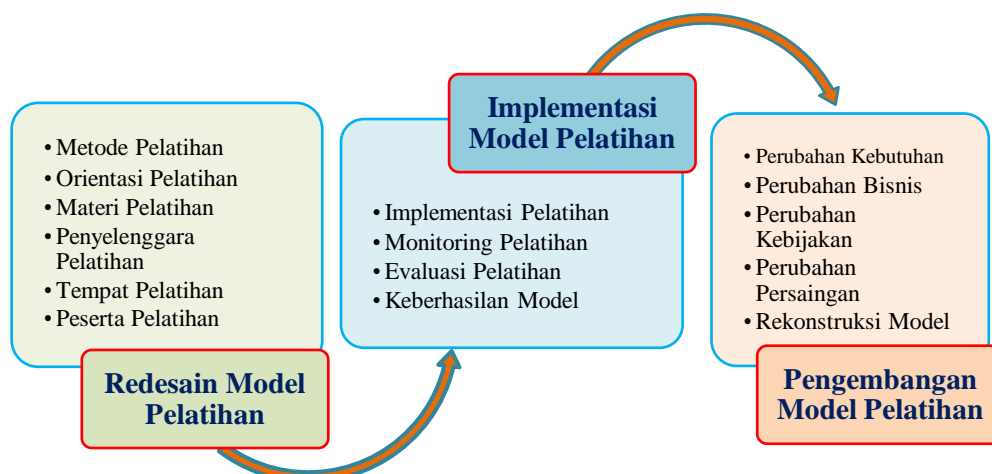 • Metode Pelatihan
• Orientasi Pelatihan
• Materi Pelatihan
• Penyelenggara
Pelatihan
• Tempat Pelatihan
• Peserta Pelatihan
Redesain Model
Pelatihan
Implementasi
Model Pelatihan
• Implementasi Pelatihan
• Monitoring Pelatihan
• Evaluasi Pelatihan
• Keberhasilan Model
• Perubahan Kebutuhan
• Perubahan Bisnis
• Perubahan
Kebijakan
• Perubahan
Persaingan
• Rekonstruksi Model
Pengembangan
Model Pelatihan